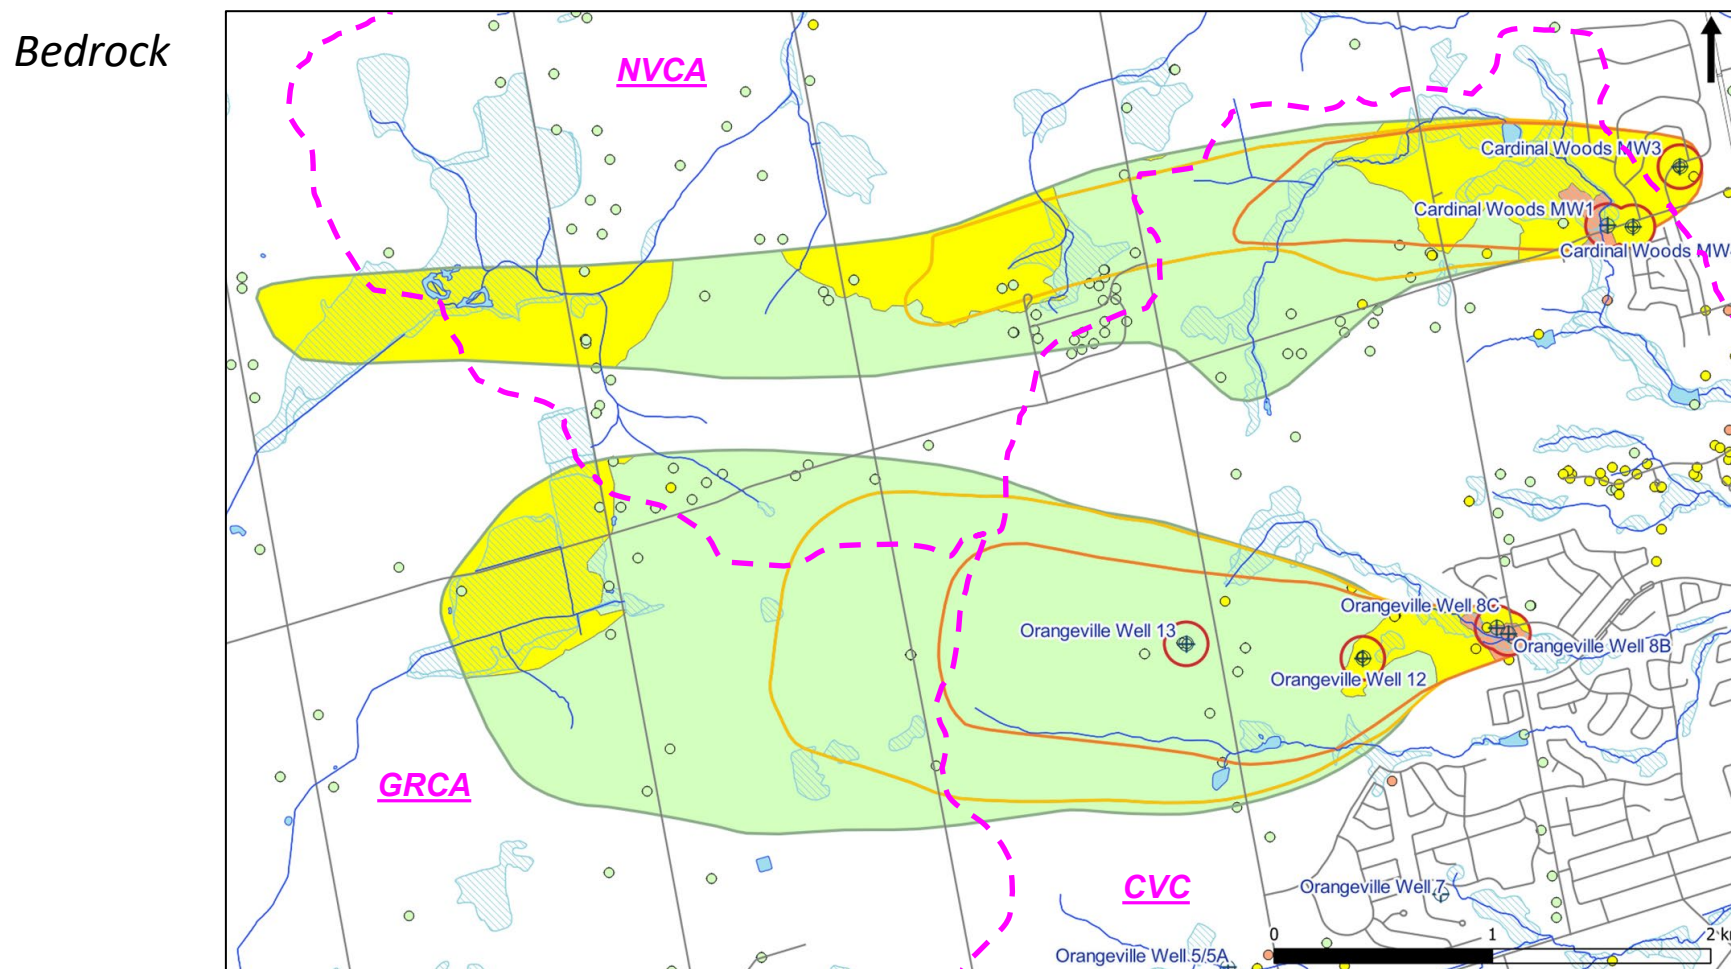 Bedrock
NVCA
Cardinal Woods MW3
Cardinal Woods MW1
Cardinal Woods MW
Orangeville Well 8C
Orangeville Well 13
Orangeville Well 8B
Orangeville Well 12
GRCA
CVC
Orangeville Well 7
0 1 2 k
Orangeville Well 5/5A